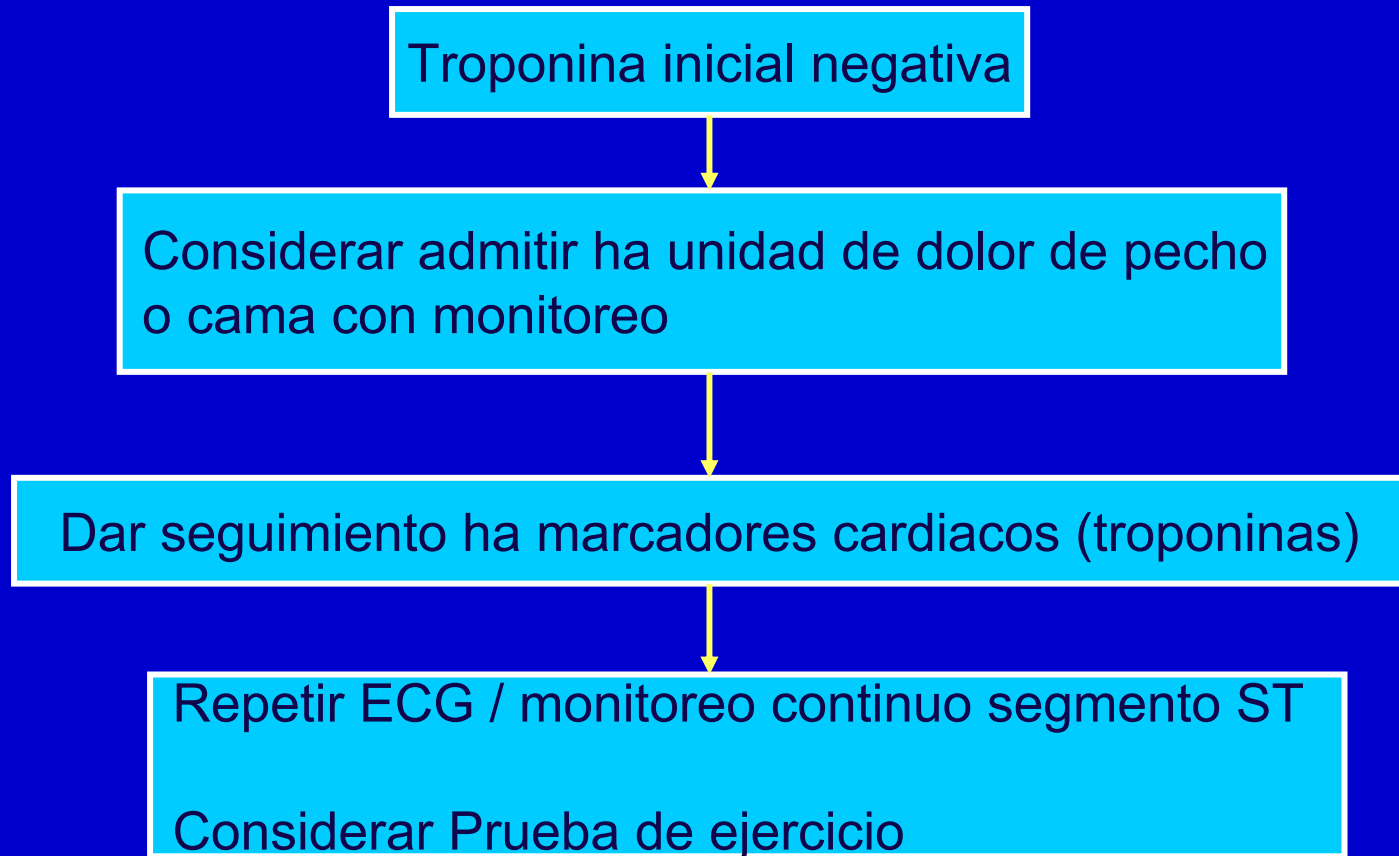 Troponina inicial negativa
Considerar admitir ha unidad de dolor de pecho
o cama con monitoreo
Dar seguimiento ha marcadores cardiacos (troponinas)
Repetir ECG / monitoreo continuo segmento ST
Considerar Prueba de ejercicio